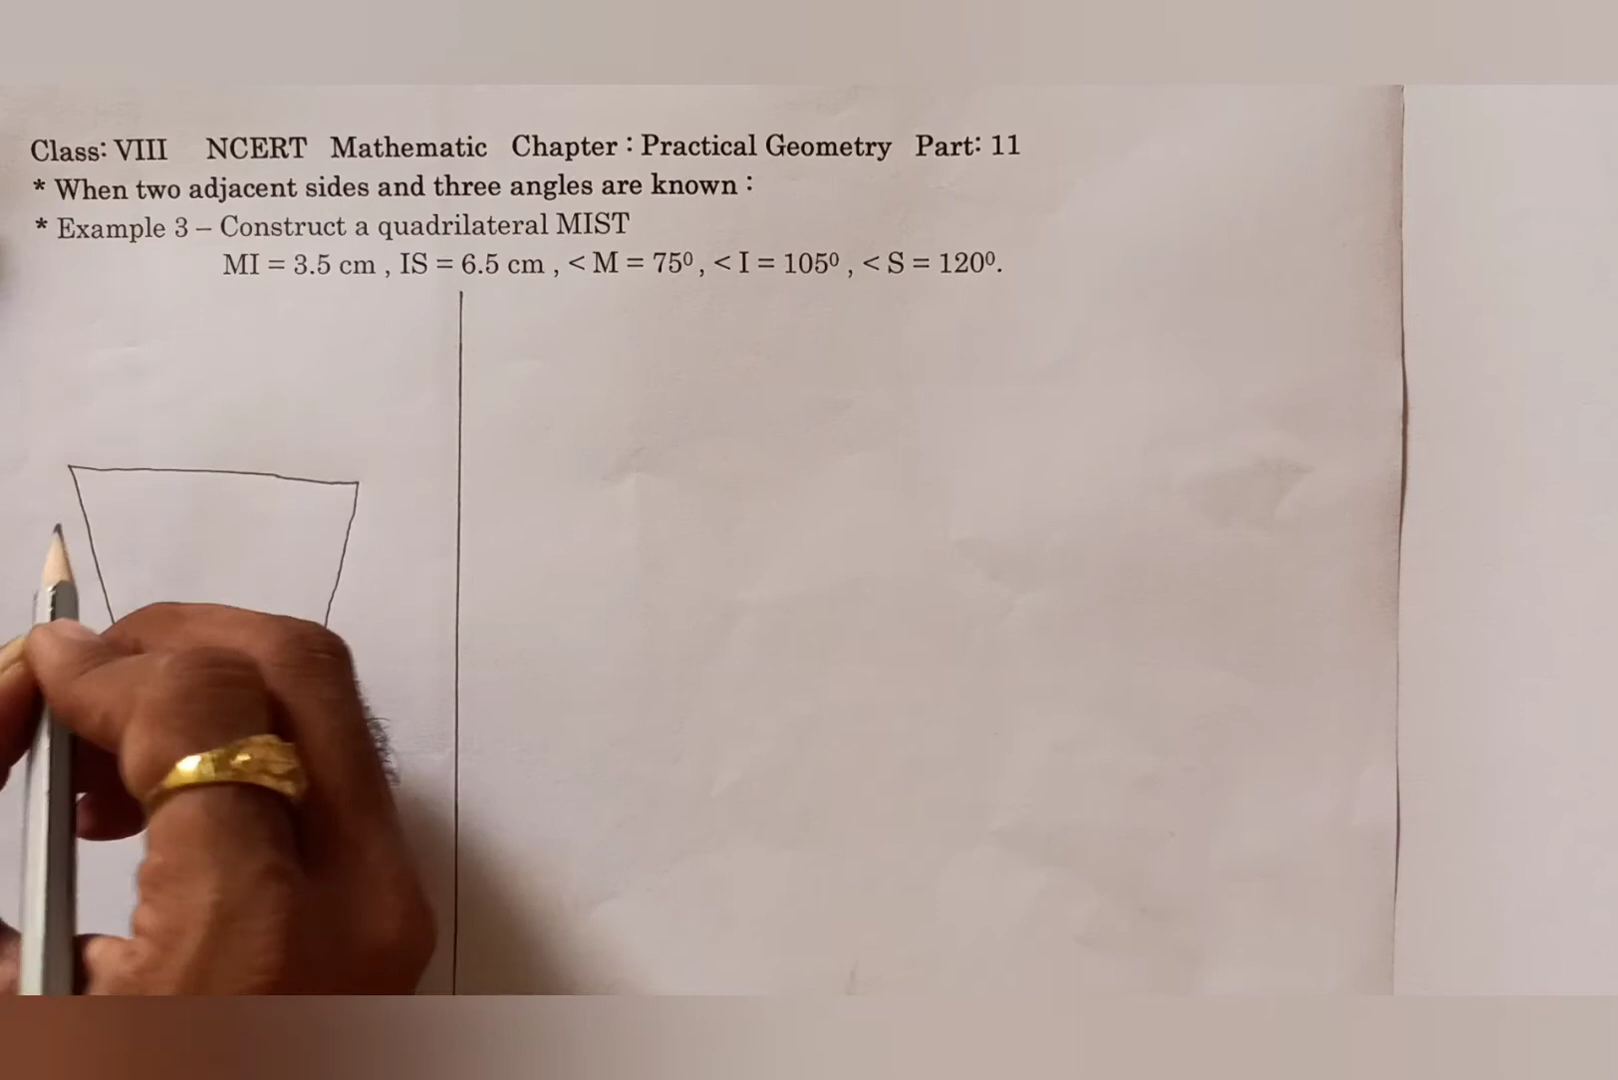 Class: VIII NCERT Mathematic Chapter : Practical Geometry Part: 11
* When two adjacent sides and three angles are known :
* Example 3 – Construct a quadrilateral MIST
MI = 3.5 cm , IS = 6.5 cm , < M = 75⁰ , < I = 105⁰ , < S = 120⁰.